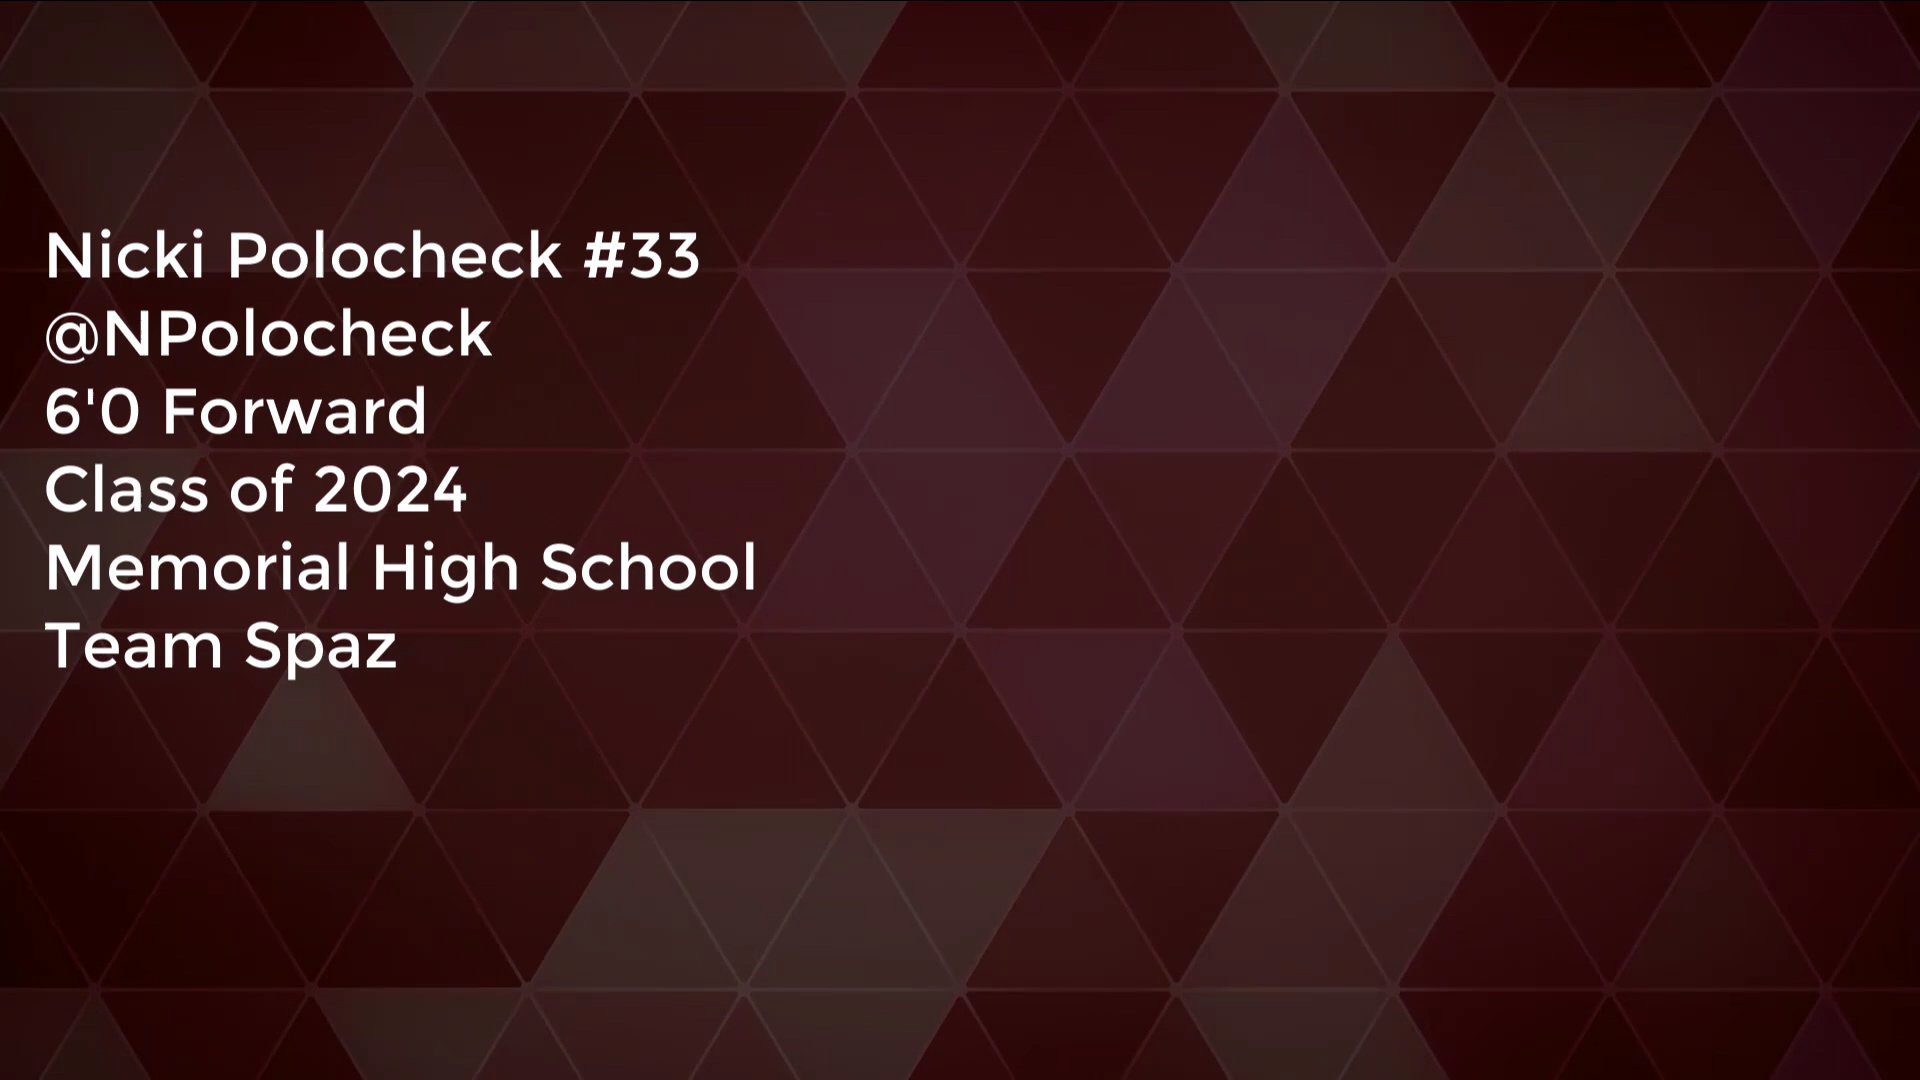 Nicki Polocheck #33
@NPolocheck
6'0 Forward
Class of 2024
Memorial High School
Team Spaz